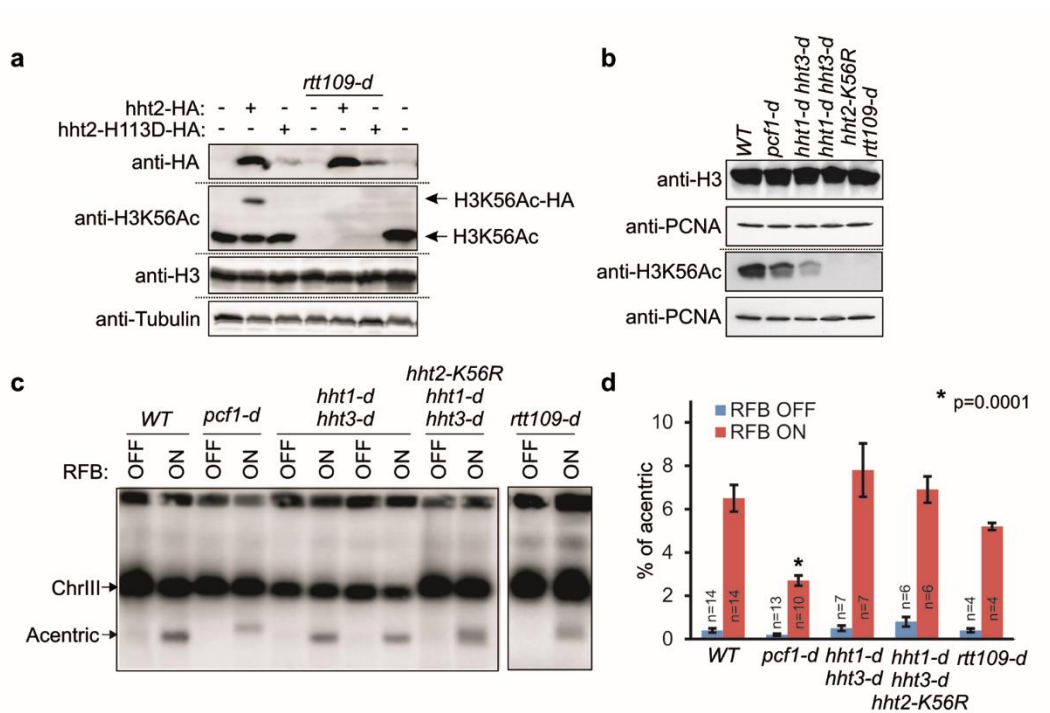 a
rtt109-d
hht2-HA: - + - - + - -
hht2-H113D-HA: - - + - - + -
anti-HA
anti-H3K56Ac
H3K56Ac-HA
H3K56Ac
anti-H3
anti-Tubulin
b
WT
pcf1-d
hht1-d hht3-d
hht1-d hht3-d
hht2-K56R
rtt109-d
anti-H3
anti-PCNA
anti-H3K56Ac
anti-PCNA
c
WT
pcf1-d
hht1-d
hht3-d
hht2-K56R
hht1-d
hht3-d
rtt109-d
RFB: OFF ON OFF ON OFF ON OFF ON OFF ON OFF ON
ChrIII
Acentric
d
* p=0.0001
RFB OFF
RFB ON
% of acentric
10
8
6
4
2
0
*
n=14
n=14
n=13
n=10
n=7
n=7
n=6
n=6
n=4
n=4
WT
pcf1-d
hht1-d
hht3-d
hht1-d
hht3-d
hht2-K56R
rtt109-d